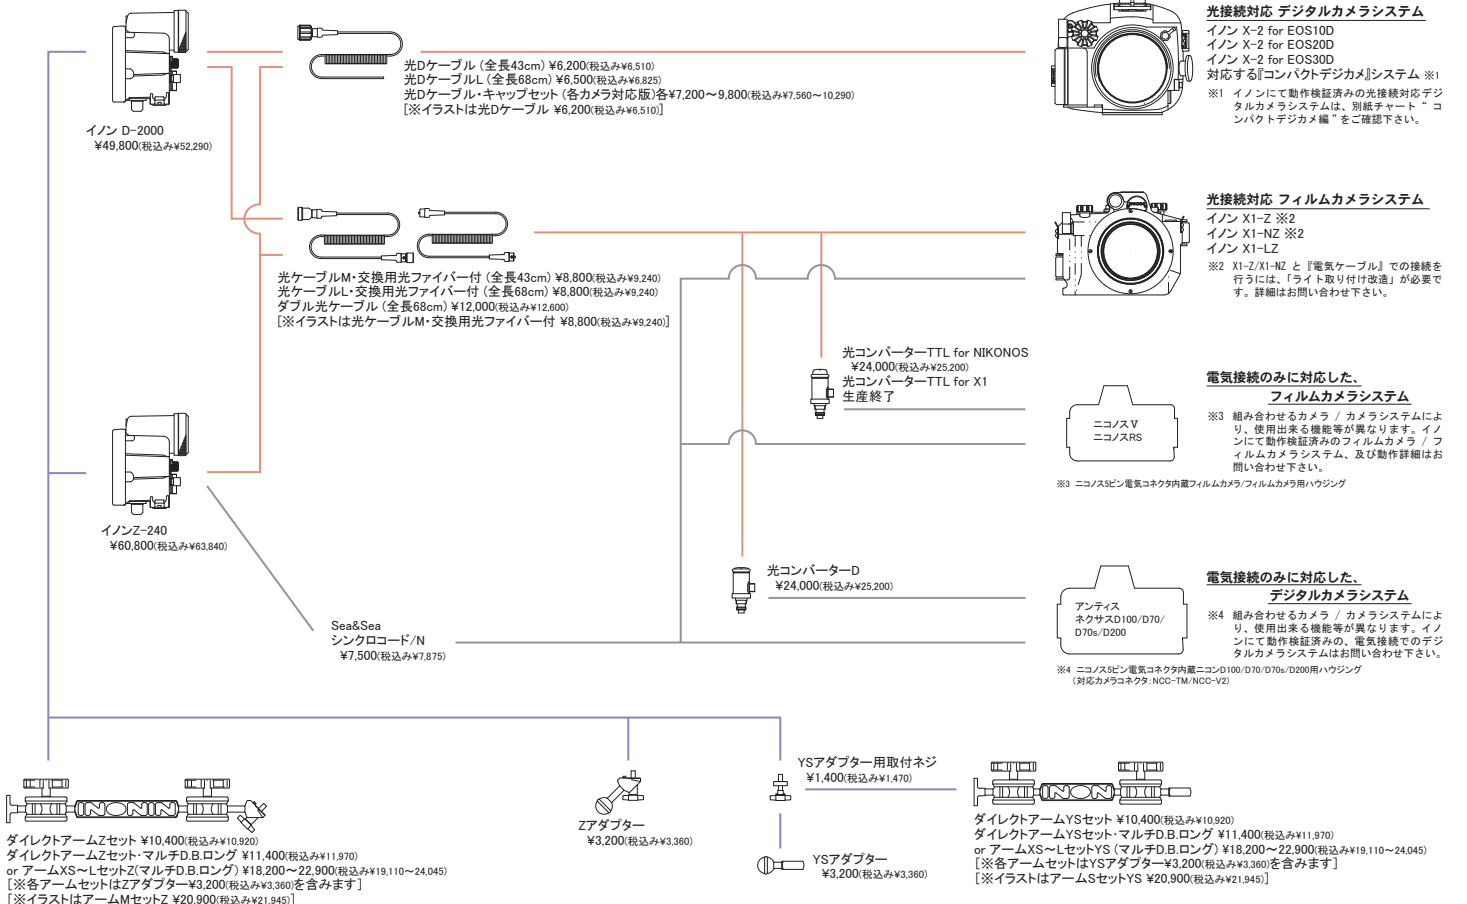 光接続対応 デジタルカメラシステム
イノン X-2 for EOS10D
イノン X-2 for EOS20D
イノン X-2 for EOS30D
対応する『コンパクトデジカメ』システム ※1
※1 イノンにて動作検証済みの光接続対応デジ
タルカメラシステムは、別紙チャート“ コ
ンパクトデジカメ編 ”をご確認下さい。
光Dケーブル (全長43cm) ¥6,200(税込み¥6,510)
光DケーブルL (全長68cm) ¥6,500(税込み¥6,825)
光Dケーブル・キャップセット (各カメラ対応版)各¥7,200～9,800(税込み¥7,560～10,290)
[※イラストは光Dケーブル ¥6,200(税込み¥6,510)]
イノン D-2000
¥49,800(税込み¥52,290)
光接続対応 フィルムカメラシステム
イノン X1-Z ※2
イノン X1-NZ ※2
イノン X1-LZ
※2 X1-Z/X1-NZ と『電気ケーブル』での接続を
行うには、「ライト取り付け改造」が必要で
す。詳細はお問い合わせ下さい。
光ケーブルM・交換用光ファイバー付 (全長43cm) ¥8,800(税込み¥9,240)
光ケーブルL・交換用光ファイバー付 (全長68cm) ¥8,800(税込み¥9,240)
ダブル光ケーブル (全長68cm) ¥12,000(税込み¥12,600)
[※イラストは光ケーブルM・交換用光ファイバー付 ¥8,800(税込み¥9,240)]
光コンバーターTTL for NIKONOS
¥24,000(税込み¥25,200)
光コンバーターTTL for X1
生産終了
電気接続のみに対応した、
フィルムカメラシステム
※3 組み合わせるカメラ / カメラシステムによ
り、使用出来る機能等が異なります。イノ
ンにて動作検証済みのフィルムカメラ / フ
ィルムカメラシステム、及び動作詳細はお
問い合わせ下さい。
ニコノスⅤ
ニコノスRS
※3 ニコノス5ピン電気コネクタ内蔵フィルムカメラ/フィルムカメラ用ハウジング
イノンZ-240
¥60,800(税込み¥63,840)
光コンバーターD
¥24,000(税込み¥25,200)
電気接続のみに対応した、
デジタルカメラシステム
※4 組み合わせるカメラ / カメラシステムによ
り、使用出来る機能等が異なります。イノ
ンにて動作検証済みの、電気接続でのデジ
タルカメラシステムはお問い合わせ下さい。
アンティス
ネクサスD100/D70/
D70s/D200
※4 ニコノス5ピン電気コネクタ内蔵ニコンD100/D70/D70s/D200用ハウジング
(対応カメラコネクタ:NCC-TM/NCC-V2)
Sea&Sea
シンクロコード/N
¥7,500(税込み¥7,875)
INON
ダイレクトアームZセット ¥10,400(税込み¥10,920)
ダイレクトアームZセット・マルチD.B.ロング ¥11,400(税込み¥11,970)
or アームXS～LセットZ(マルチD.B.ロング) ¥18,200～22,900(税込み¥19,110～24,045)
[※各アームセットはZアダプター¥3,200(税込み¥3,360)を含みます]
[※イラストはアームMセットZ ¥20,900(税込み¥21,945)]
Zアダプター
¥3,200(税込み¥3,360)
YSアダプター用取付ネジ
¥1,400(税込み¥1,470)
YSアダプター
¥3,200(税込み¥3,360)
INON
ダイレクトアームYSセット ¥10,400(税込み¥10,920)
ダイレクトアームYSセット・マルチD.B.ロング ¥11,400(税込み¥11,970)
or アームXS～LセットYS (マルチD.B.ロング) ¥18,200～22,900(税込み¥19,110～24,045)
[※各アームセットはYSアダプター¥3,200(税込み¥3,360)を含みます]
[※イラストはアームSセットYS ¥20,900(税込み¥21,945)]